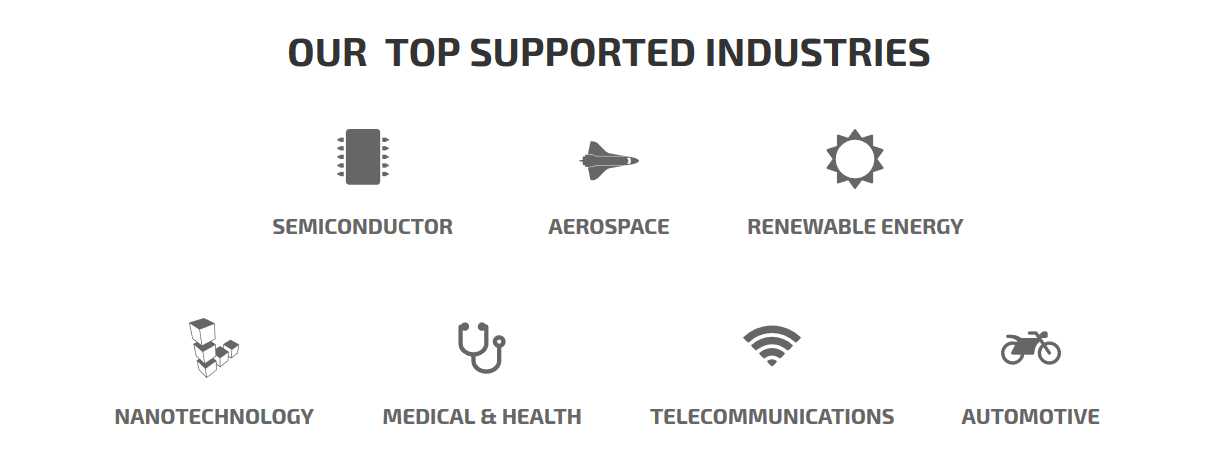 OUR TOP SUPPORTED INDUSTRIES
SEMICONDUCTOR AEROSPACE RENEWABLE ENERGY
NANOTECHNOLOGY MEDICAL & HEALTH TELECOMMUNICATIONS AUTOMOTIVE